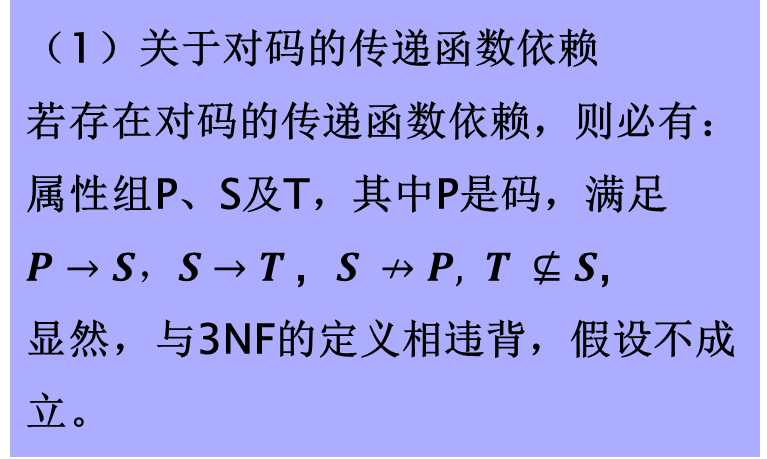 （1）关于对码的传递函数依赖
若存在对码的传递函数依赖，则必有：
属性组P、S及T，其中P是码，满足
P → S，S → T ，S ↛ P, T ⊈ S，
显然，与3NF的定义相违背，假设不成
立。